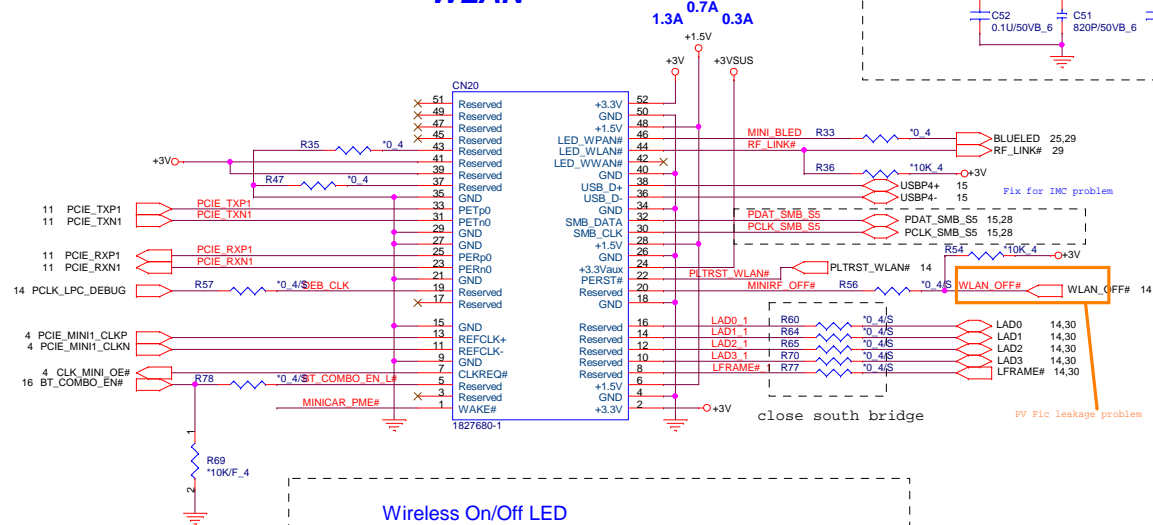 WLAN
0.7A
1.3A 0.3A
+1.5V
+3V +3VSUS
C52
0.1U/50VB_6
C51
820P/50VB_6
CN20
51 Reserved
49 Reserved
47 Reserved
45 Reserved
43 Reserved
41 Reserved
39 Reserved
37 Reserved
35 GND
33 PETp0
31 PETn0
29 GND
27 GND
25 PERp0
23 PERn0
21 GND
19 Reserved
17 Reserved
15 GND
13 REFCLK+
11 REFCLK-
9 GND
7 CLKREQ#
5 Reserved
3 Reserved
1 WAKE#
1827680-1
+3.3V 52
GND 50
+1.5V 48
LED_WPAN# 46
LED_WLAN# 44
LED_WWAN# 42
GND 40
USB_D+ 38
USB_D- 36
GND 34
SMB_DATA 32
SMB_CLK 30
+1.5V 28
GND 26
+3.3Vaux 24
PERST# 22
Reserved 20
GND 18
Reserved 16
Reserved 14
Reserved 12
Reserved 10
Reserved 8
+1.5V 6
GND 4
+3.3V 2
R35 *0_4
+3V
R47 *0_4
11 PCIE_TXP1 PCIE_TXP1
11 PCIE_TXN1 PCIE_TXN1
11 PCIE_RXP1 PCIE_RXP1
11 PCIE_RXN1 PCIE_RXN1
14 PCLK_LPC_DEBUG R57 *0_4/S DEB_CLK
4 PCIE_MINI1_CLKP
4 PCIE_MINI1_CLKN
4 CLK_MINI_OE#
16 BT_COMBO_EN# R78 *0_4/S BT_COMBO_EN_L#
MINICAR_PME#
1
R69
*10K/F_4
2
MINI_BLED R33 *0_4 BLUELED 25,29
RF_LINK# RF_LINK# 29
R36 *10K_4 +3V
USBP4+ 15
USBP4- 15
Fix for IMC problem
PDAT_SMB_S5 PDAT_SMB_S5 15,28
PCLK_SMB_S5 PCLK_SMB_S5 15,28
R54 *10K_4 +3V
PLTRST_WLAN# PLTRST_WLAN# 14
MINIRF_OFF# R56 *0_4/S WLAN_OFF# WLAN_OFF# 14
LAD0_1 R60 *0_4/S LAD0 14,30
LAD1_1 R64 *0_4/S LAD1 14,30
LAD2_1 R65 *0_4/S LAD2 14,30
LAD3_1 R70 *0_4/S LAD3 14,30
LFRAME# R77 *0_4/S LFRAME# 14,30
+3V
close south bridge
PV Fic leakage problem
Wireless On/Off LED